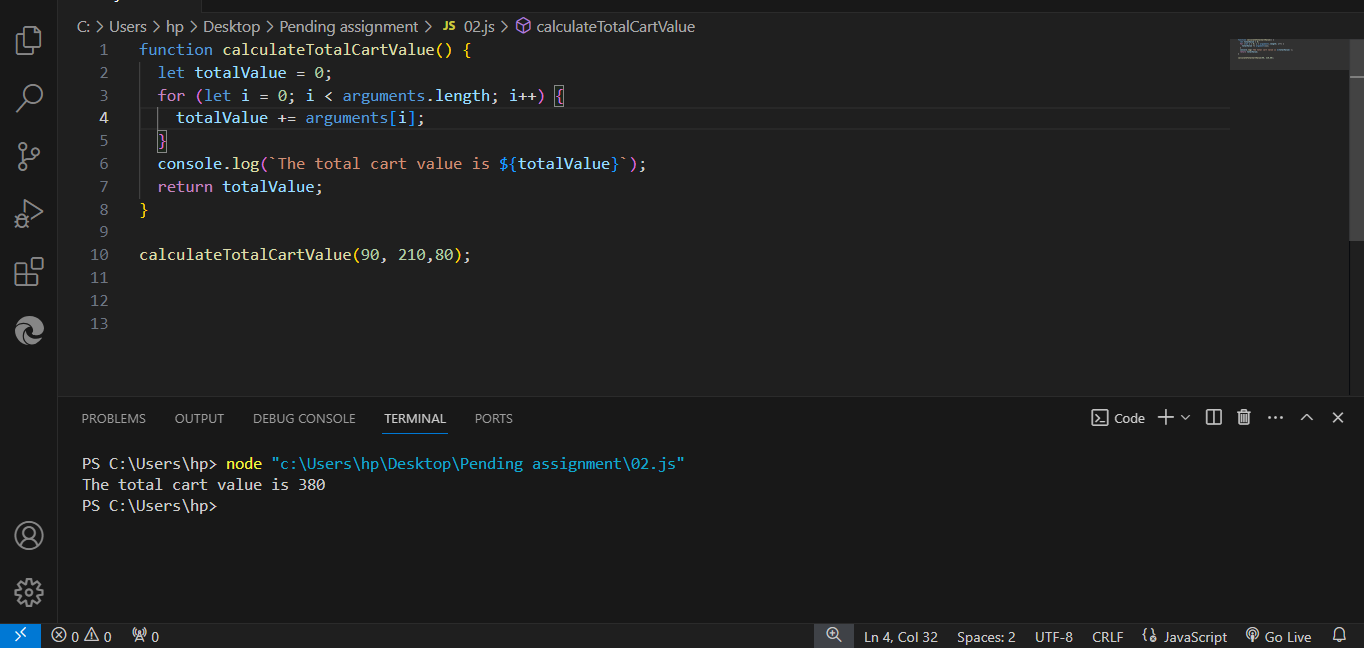 C: > Users > hp > Desktop > Pending assignment > JS 02.js > calculateTotalCartValue
1 function calculateTotalCartValue() {
2   let totalValue = 0;
3   for (let i = 0; i < arguments.length; i++) {
4     totalValue += arguments[i];
5   }
6   console.log(`The total cart value is ${totalValue}`);
7   return totalValue;
8 }
9
10 calculateTotalCartValue(90, 210,80);
11
12
13
PROBLEMS OUTPUT DEBUG CONSOLE TERMINAL PORTS Code
PS C:\Users\hp> node "c:\Users\hp\Desktop\Pending assignment\02.js"
The total cart value is 380
PS C:\Users\hp>
0 0 0 Ln 4, Col 32 Spaces: 2 UTF-8 CRLF {} JavaScript Go Live